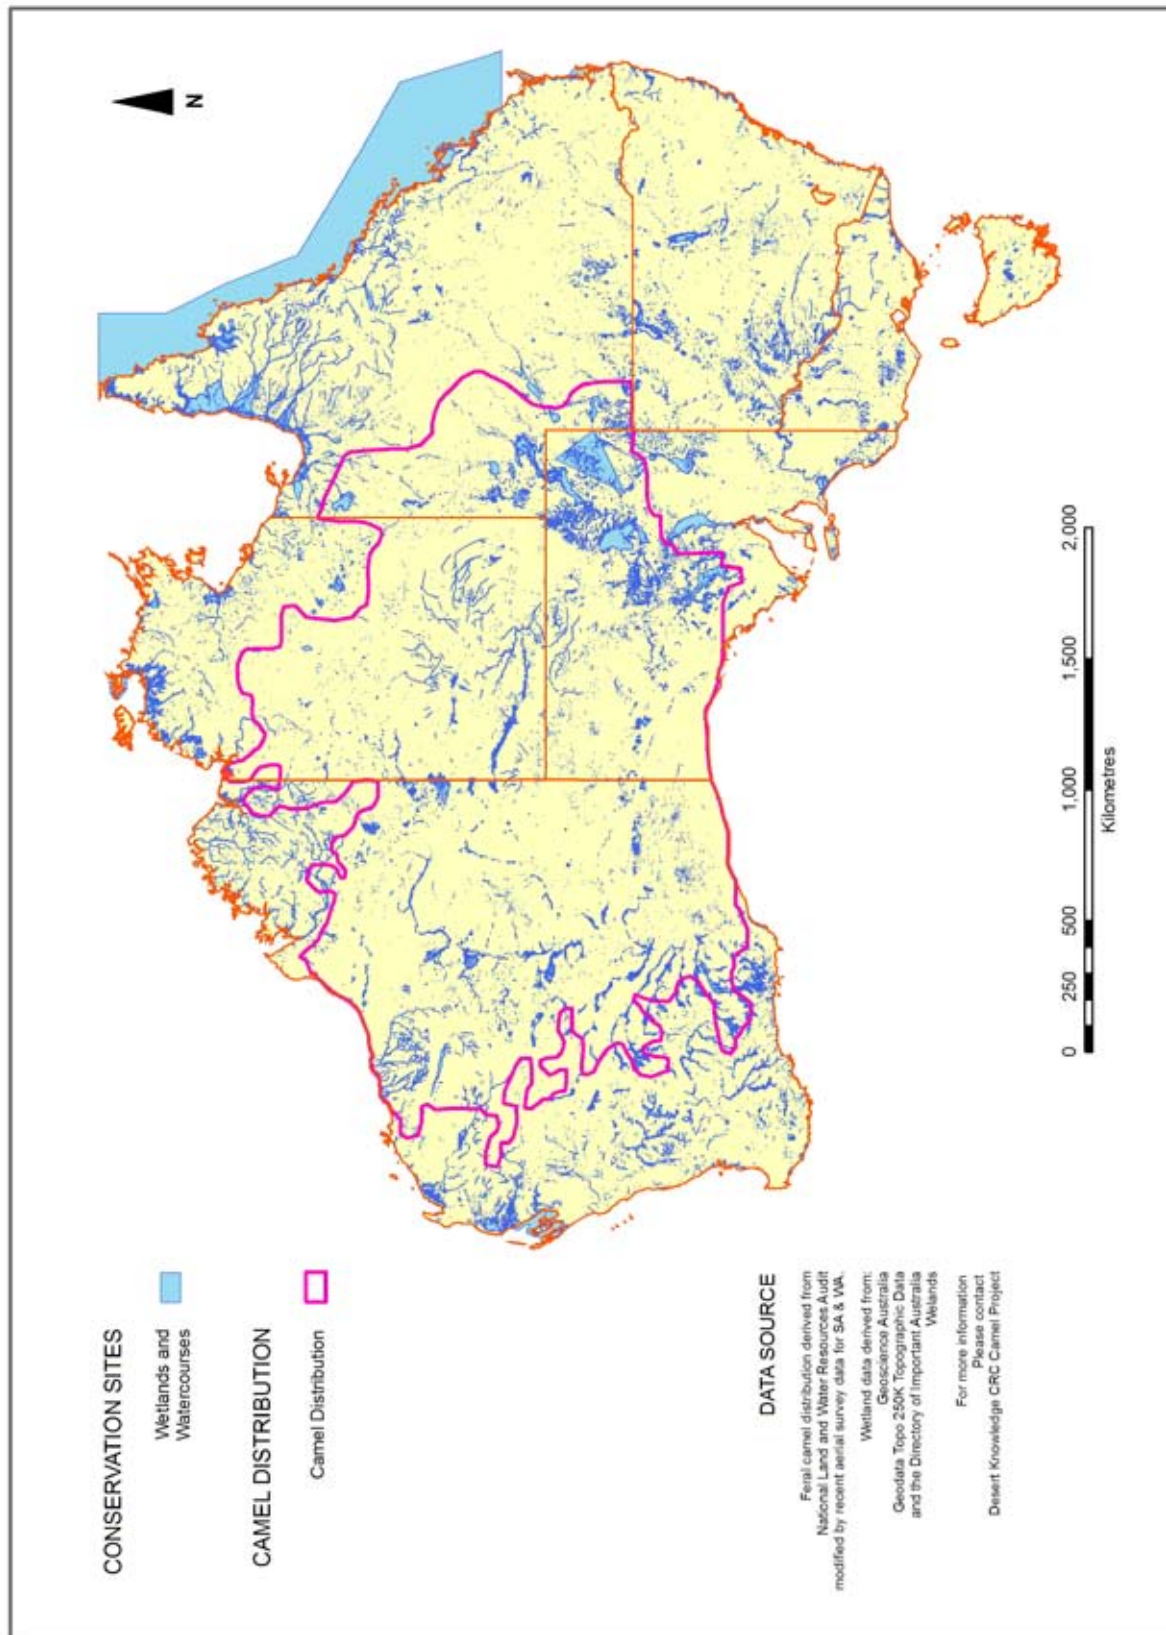 N
CONSERVATION SITES
Wetlands and
Watercourses
CAMEL DISTRIBUTION
Camel Distribution
DATA SOURCE
Feral camel distribution derived from
National Land and Water Resources Audit
modified by recent aerial survey data for SA & WA.
Wetland data derived from:
Geoscience Australia
Geodata Topo 250K Topographic Data
and the Directory of Important Australia
Welands
For more information
Please contact
Desert Knowledge CRC Camel Project
0 250 500 1,000 1,500 2,000
Kilometres